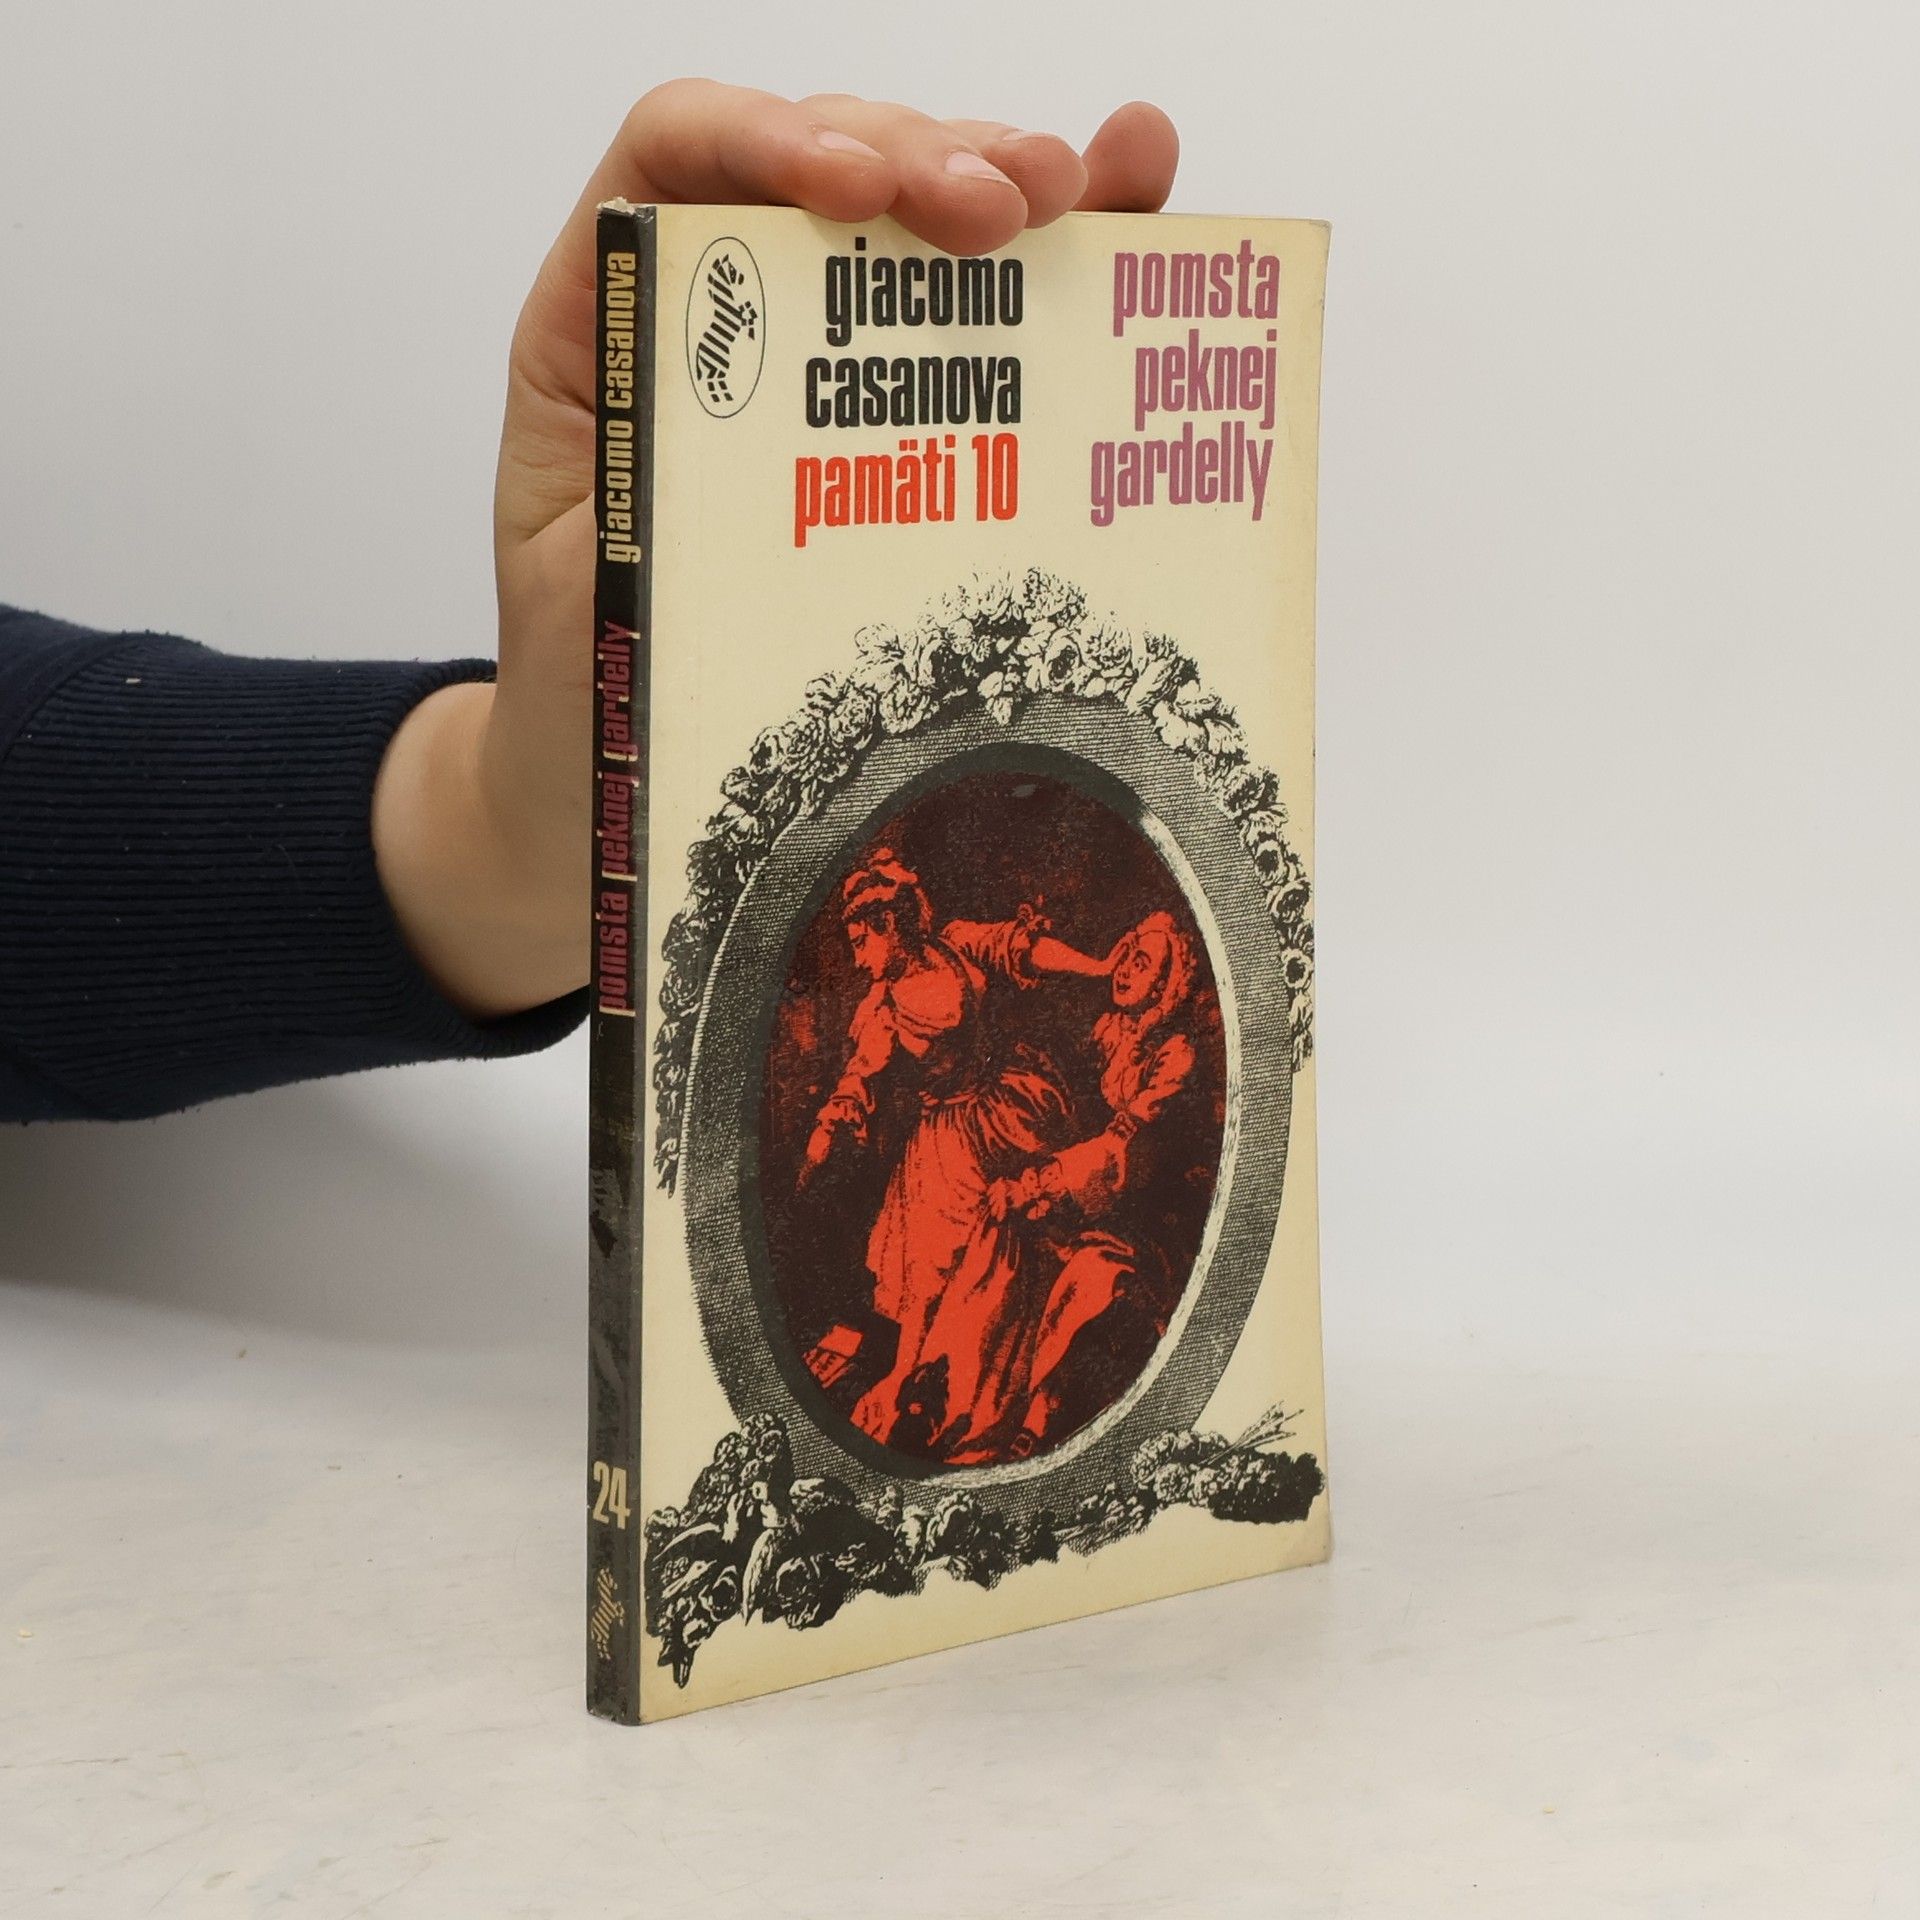 giacomo
casanova
pamäti 10
pomsta
peknej
gardelly
giacomo casanova
pomsta peknej gardelly
24